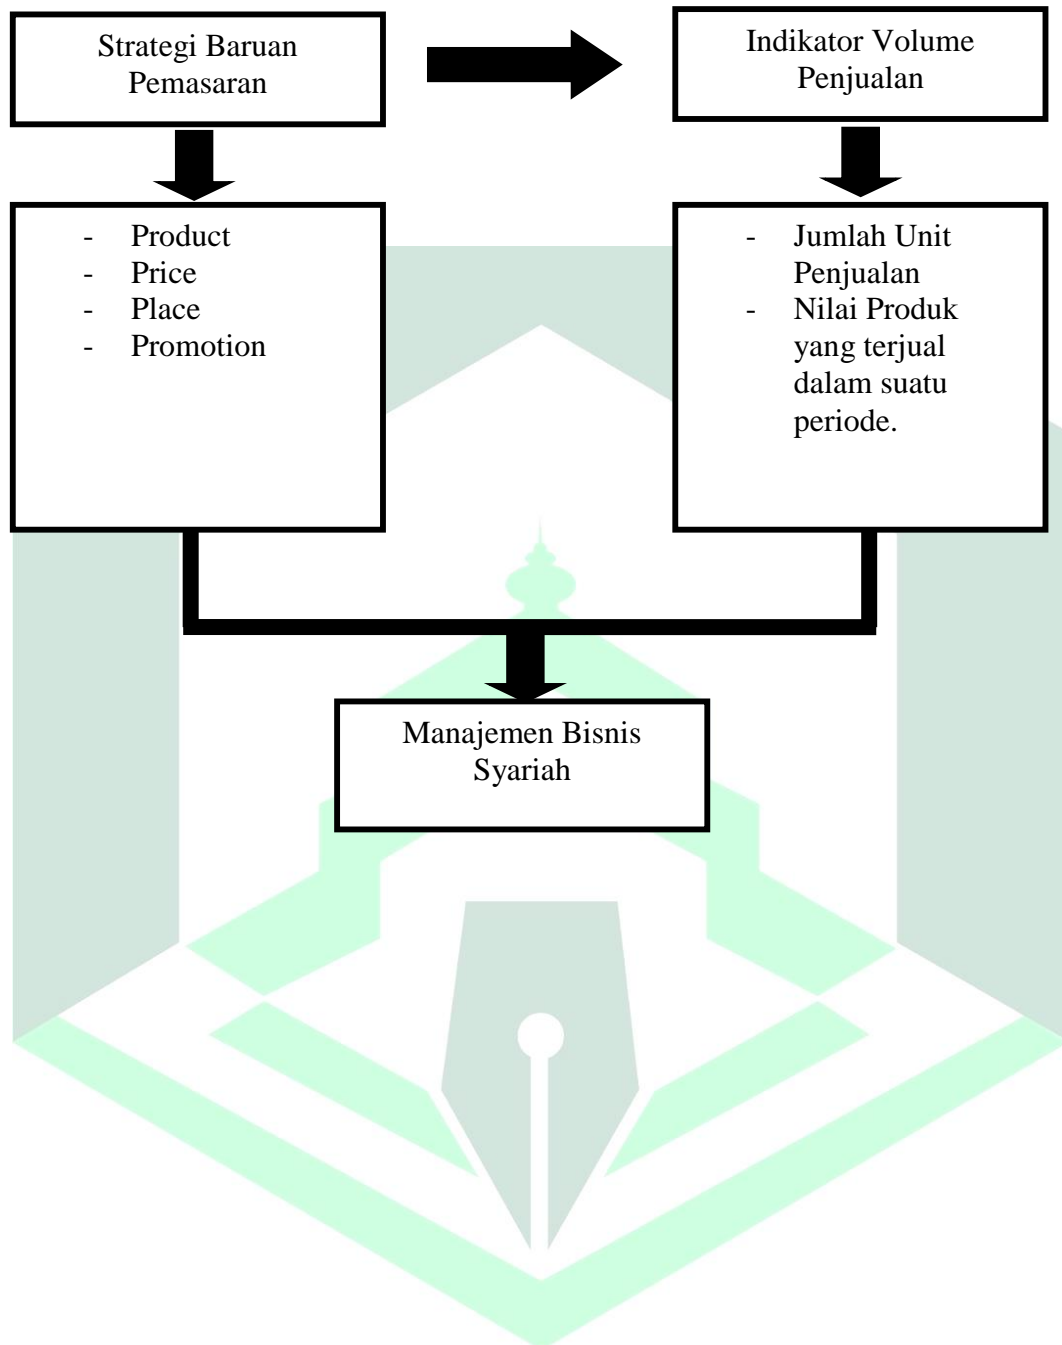 Strategi Baruan
Pemasaran
Indikator Volume
Penjualan
- Product
- Price
- Place
- Promotion
- Jumlah Unit
Penjualan
- Nilai Produk
yang terjual
dalam suatu
periode.
Manajemen Bisnis
Syariah